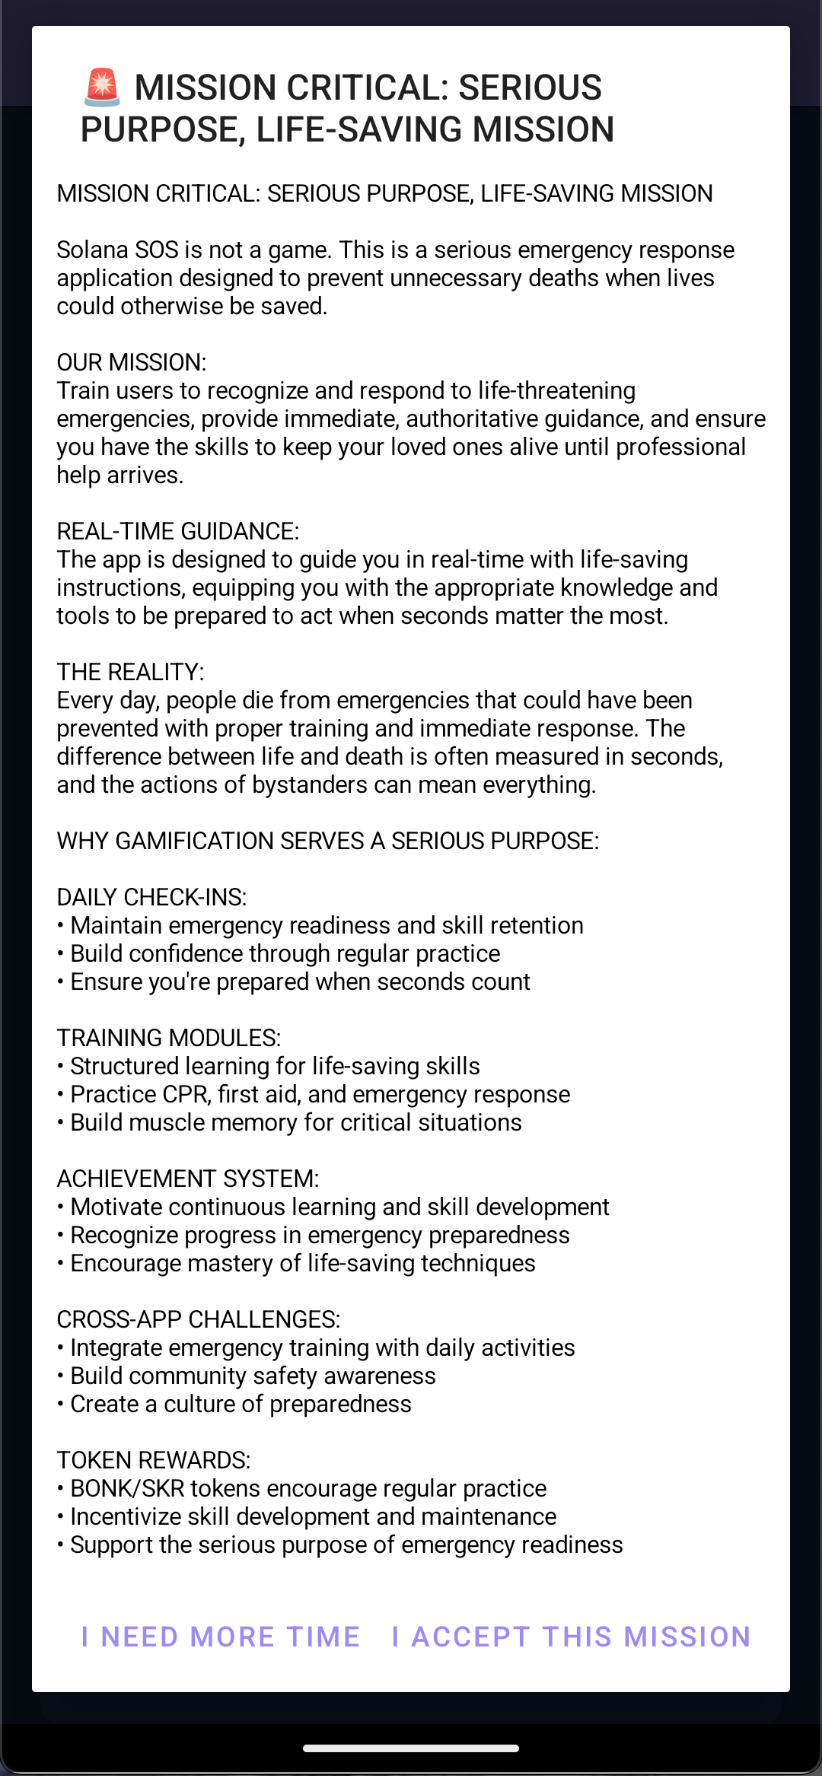 🚨 MISSION CRITICAL: SERIOUS
PURPOSE, LIFE-SAVING MISSION
MISSION CRITICAL: SERIOUS PURPOSE, LIFE-SAVING MISSION
Solana SOS is not a game. This is a serious emergency response
application designed to prevent unnecessary deaths when lives
could otherwise be saved.
OUR MISSION:
Train users to recognize and respond to life-threatening
emergencies, provide immediate, authoritative guidance, and ensure
you have the skills to keep your loved ones alive until professional
help arrives.
REAL-TIME GUIDANCE:
The app is designed to guide you in real-time with life-saving
instructions, equipping you with the appropriate knowledge and
tools to be prepared to act when seconds matter the most.
THE REALITY:
Every day, people die from emergencies that could have been
prevented with proper training and immediate response. The
difference between life and death is often measured in seconds,
and the actions of bystanders can mean everything.
WHY GAMIFICATION SERVES A SERIOUS PURPOSE:
DAILY CHECK-INS:
• Maintain emergency readiness and skill retention
• Build confidence through regular practice
• Ensure you're prepared when seconds count
TRAINING MODULES:
• Structured learning for life-saving skills
• Practice CPR, first aid, and emergency response
• Build muscle memory for critical situations
ACHIEVEMENT SYSTEM:
• Motivate continuous learning and skill development
• Recognize progress in emergency preparedness
• Encourage mastery of life-saving techniques
CROSS-APP CHALLENGES:
• Integrate emergency training with daily activities
• Build community safety awareness
• Create a culture of preparedness
TOKEN REWARDS:
• BONK/SKR tokens encourage regular practice
• Incentivize skill development and maintenance
• Support the serious purpose of emergency readiness
I NEED MORE TIME I ACCEPT THIS MISSION